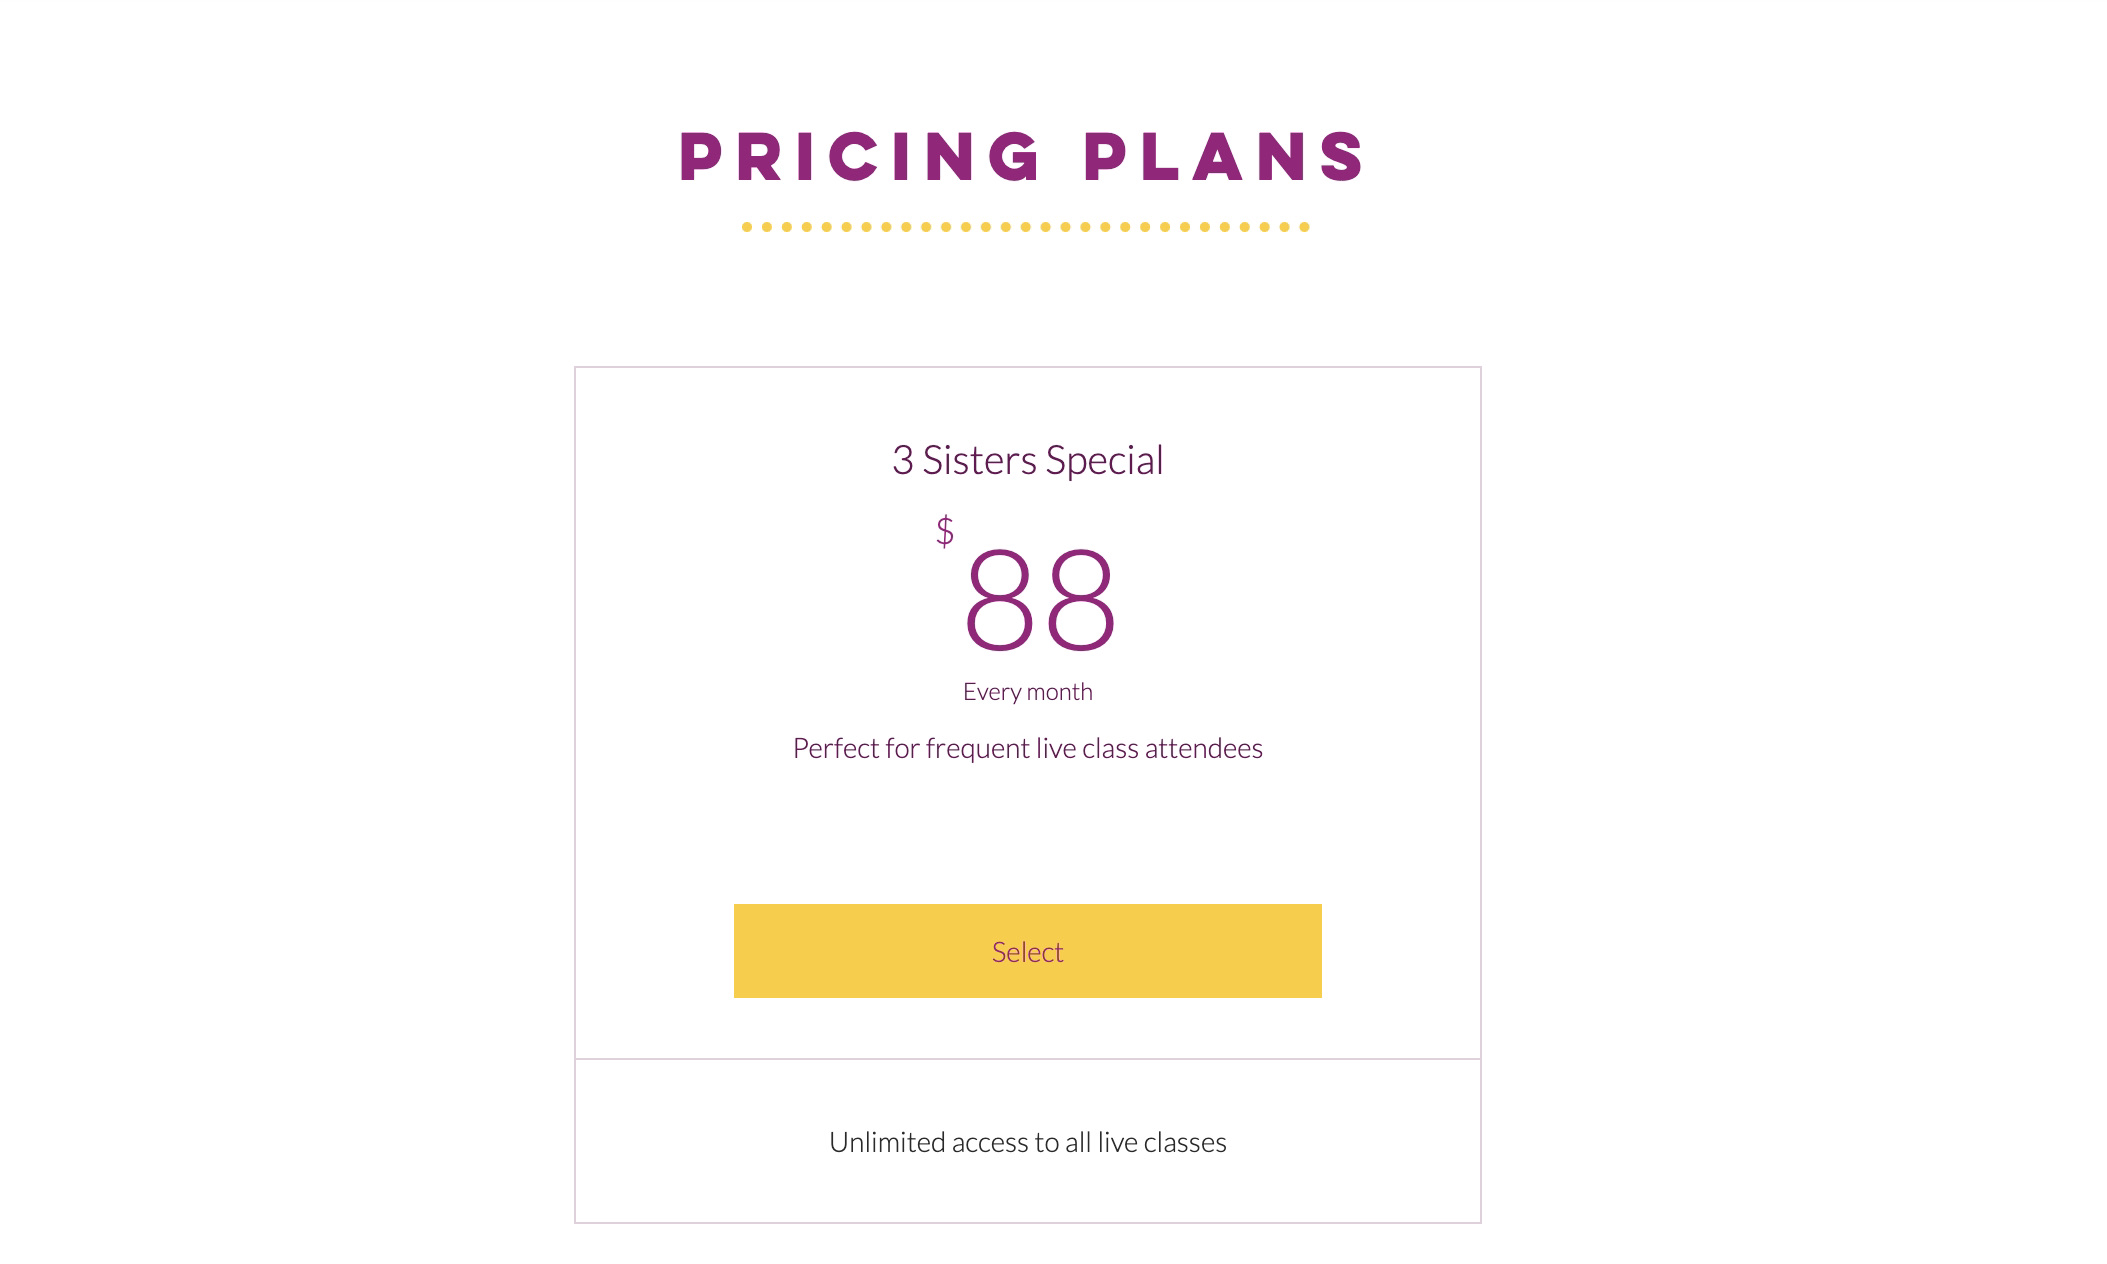 PRICING PLANS
3 Sisters Special
$
88
Every month
Perfect for frequent live class attendees
Select
Unlimited access to all live classes